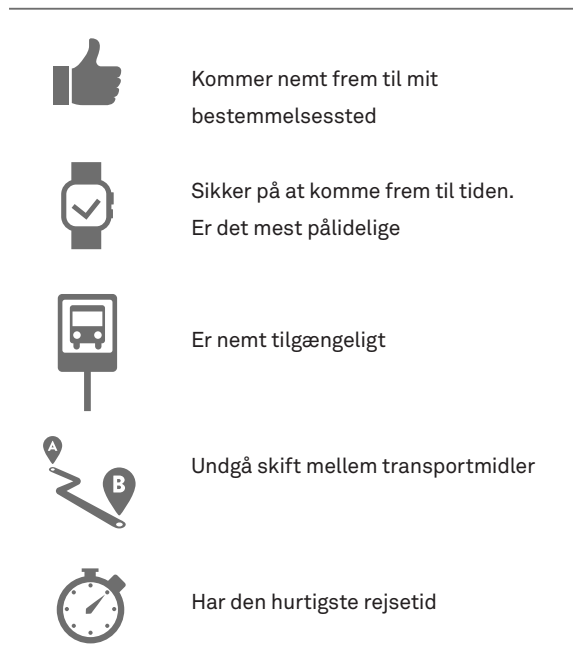 Kommer nemt frem til mit
bestemmelsessted
Sikker på at komme frem til tiden.
Er det mest pålidelige
Er nemt tilgængeligt
A
B
Undgå skift mellem transportmidler
Har den hurtigste rejsetid